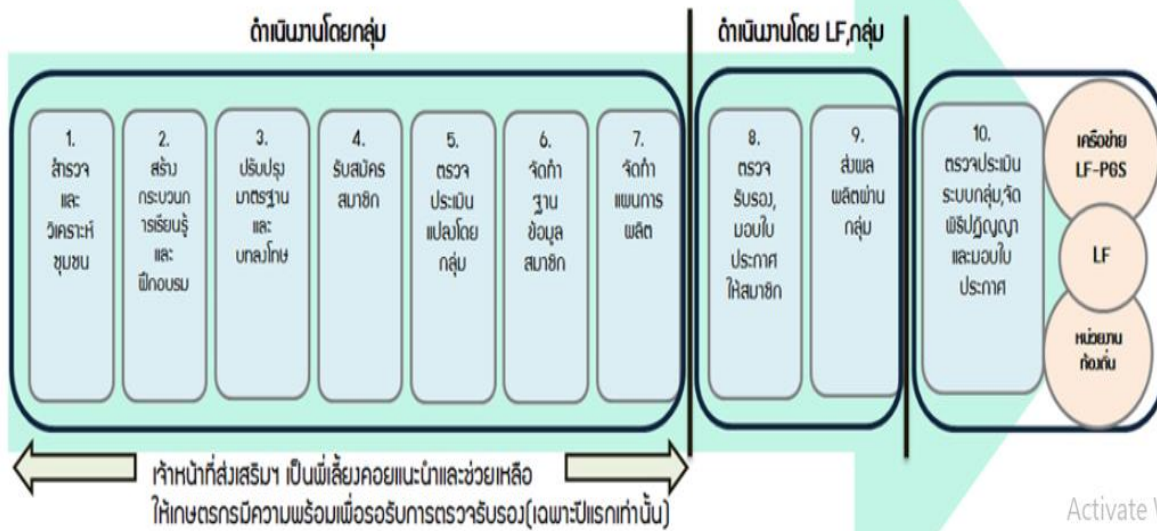 ดำเนินงานโดยกลุ่ม
ดำเนินงานโดย LF,กลุ่ม
1.
สำรวจ
และ
วิเคราะห์
ชุมชน
2.
สร้าง
กระบวนก
ารเรียนรู้
และ
ฝึกอบรม
3.
ปรับปรุง
มาตรฐาน
และ
บทลงโทษ
4.
รับสมัคร
สมาชิก
5.
ตรวจ
ประเมิน
แปลงโดย
กลุ่ม
6.
จัดทำ
ฐาน
ข้อมูล
สมาชิก
7.
จัดทำ
แผนการ
ผลิต
8.
ตรวจ
รับรอง,
มอบใบ
ประกาศ
ให้สมาชิก
9.
ส่งผล
ผลิตผ่าน
กลุ่ม
10.
ตรวจประเมิน
ระบบกลุ่ม,จัด
พิธีปฏิญญา
และมอบใบ
ประกาศ
เครือข่าย
LF-PGS
LF
หน่วยงาน
ท้องถิ่น
เจ้าหน้าที่ส่งเสริมฯ เป็นพี่เลี้ยงคอยแนะนำและช่วยเหลือ
ให้เกษตรกรมีความพร้อมเพื่อรอรับการตรวจรับรอง(เฉพาะปีแรกเท่านั้น)
Activate